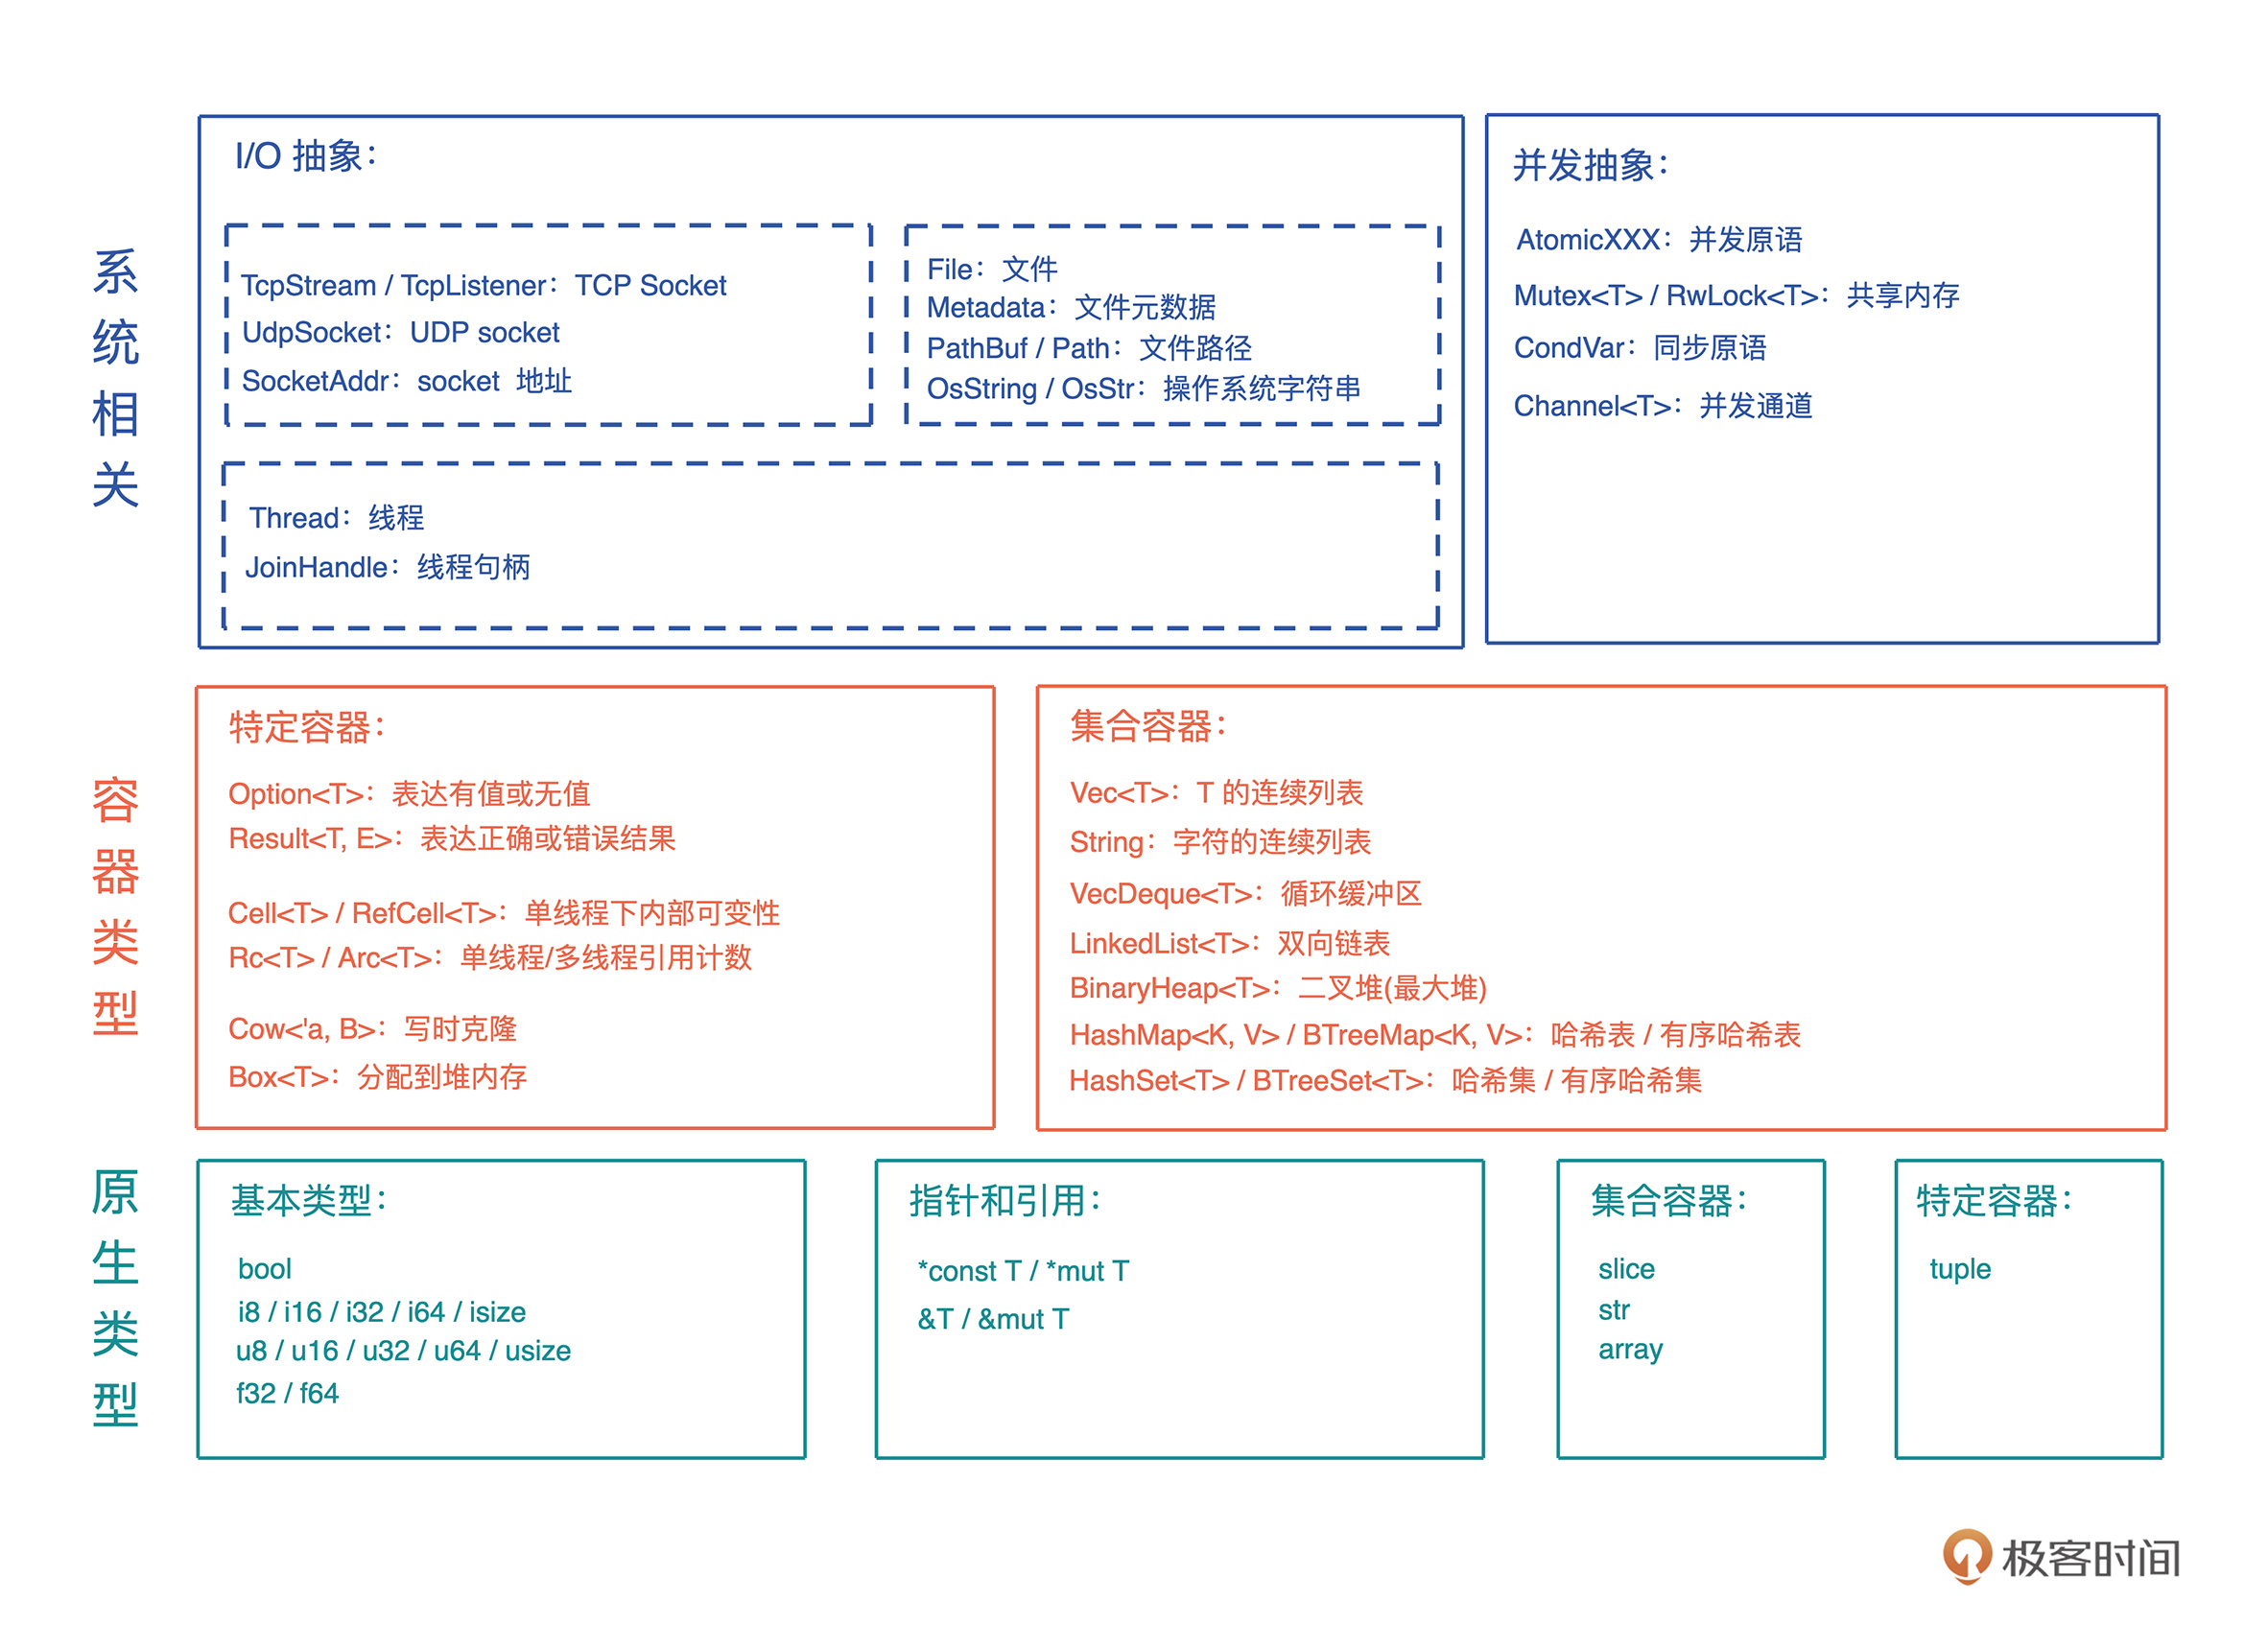 系统相关
I/O 抽象：
TcpStream / TcpListener：TCP Socket
UdpSocket：UDP socket
SocketAddr：socket 地址
File：文件
Metadata：文件元数据
PathBuf / Path：文件路径
OsString / OsStr：操作系统字符串
Thread：线程
JoinHandle：线程句柄
并发抽象：
AtomicXXX：并发原语
Mutex<T> / RwLock<T>：共享内存
CondVar：同步原语
Channel<T>：并发通道
容器类型
特定容器：
Option<T>：表达有值或无值
Result<T, E>：表达正确或错误结果
Cell<T> / RefCell<T>：单线程下内部可变性
Rc<T> / Arc<T>：单线程/多线程引用计数
Cow<'a, B>：写时克隆
Box<T>：分配到堆内存
集合容器：
Vec<T>：T 的连续列表
String：字符的连续列表
VecDeque<T>：循环缓冲区
LinkedList<T>：双向链表
BinaryHeap<T>：二叉堆(最大堆)
HashMap<K, V> / BTreeMap<K, V>：哈希表 / 有序哈希表
HashSet<T> / BTreeSet<T>：哈希集 / 有序哈希集
原生类型
基本类型：
bool
i8 / i16 / i32 / i64 / isize
u8 / u16 / u32 / u64 / usize
f32 / f64
指针和引用：
*const T / *mut T
&T / &mut T
集合容器：
slice
str
array
特定容器：
tuple
极客时间